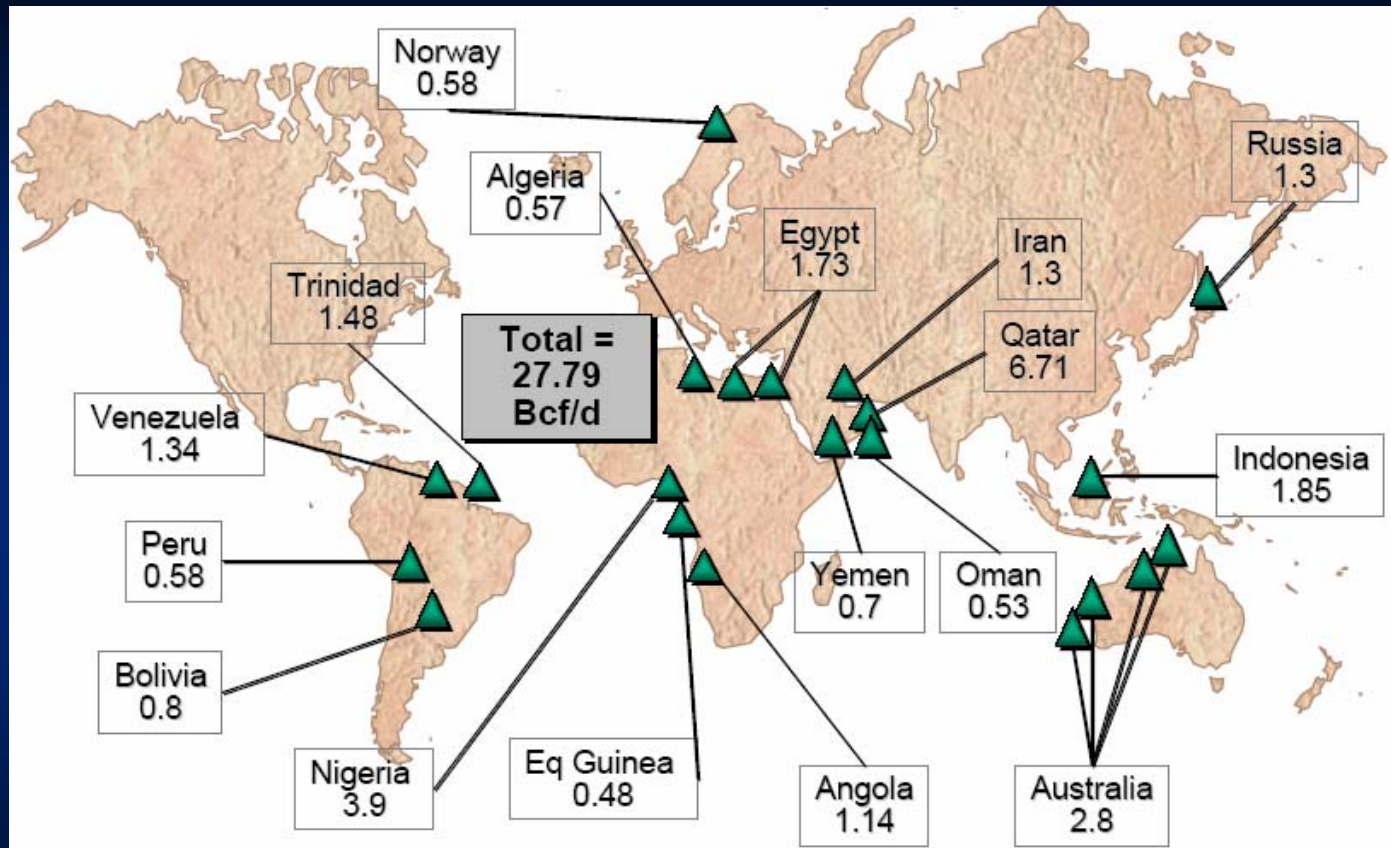 Norway
0.58
Algeria
0.57
Russia
1.3
Egypt
1.73
Iran
1.3
Trinidad
1.48
Total =
27.79
Bcf/d
Qatar
6.71
Venezuela
1.34
Indonesia
1.85
Peru
0.58
Yemen
0.7
Oman
0.53
Bolivia
0.8
Nigeria
3.9
Eq Guinea
0.48
Angola
1.14
Australia
2.8